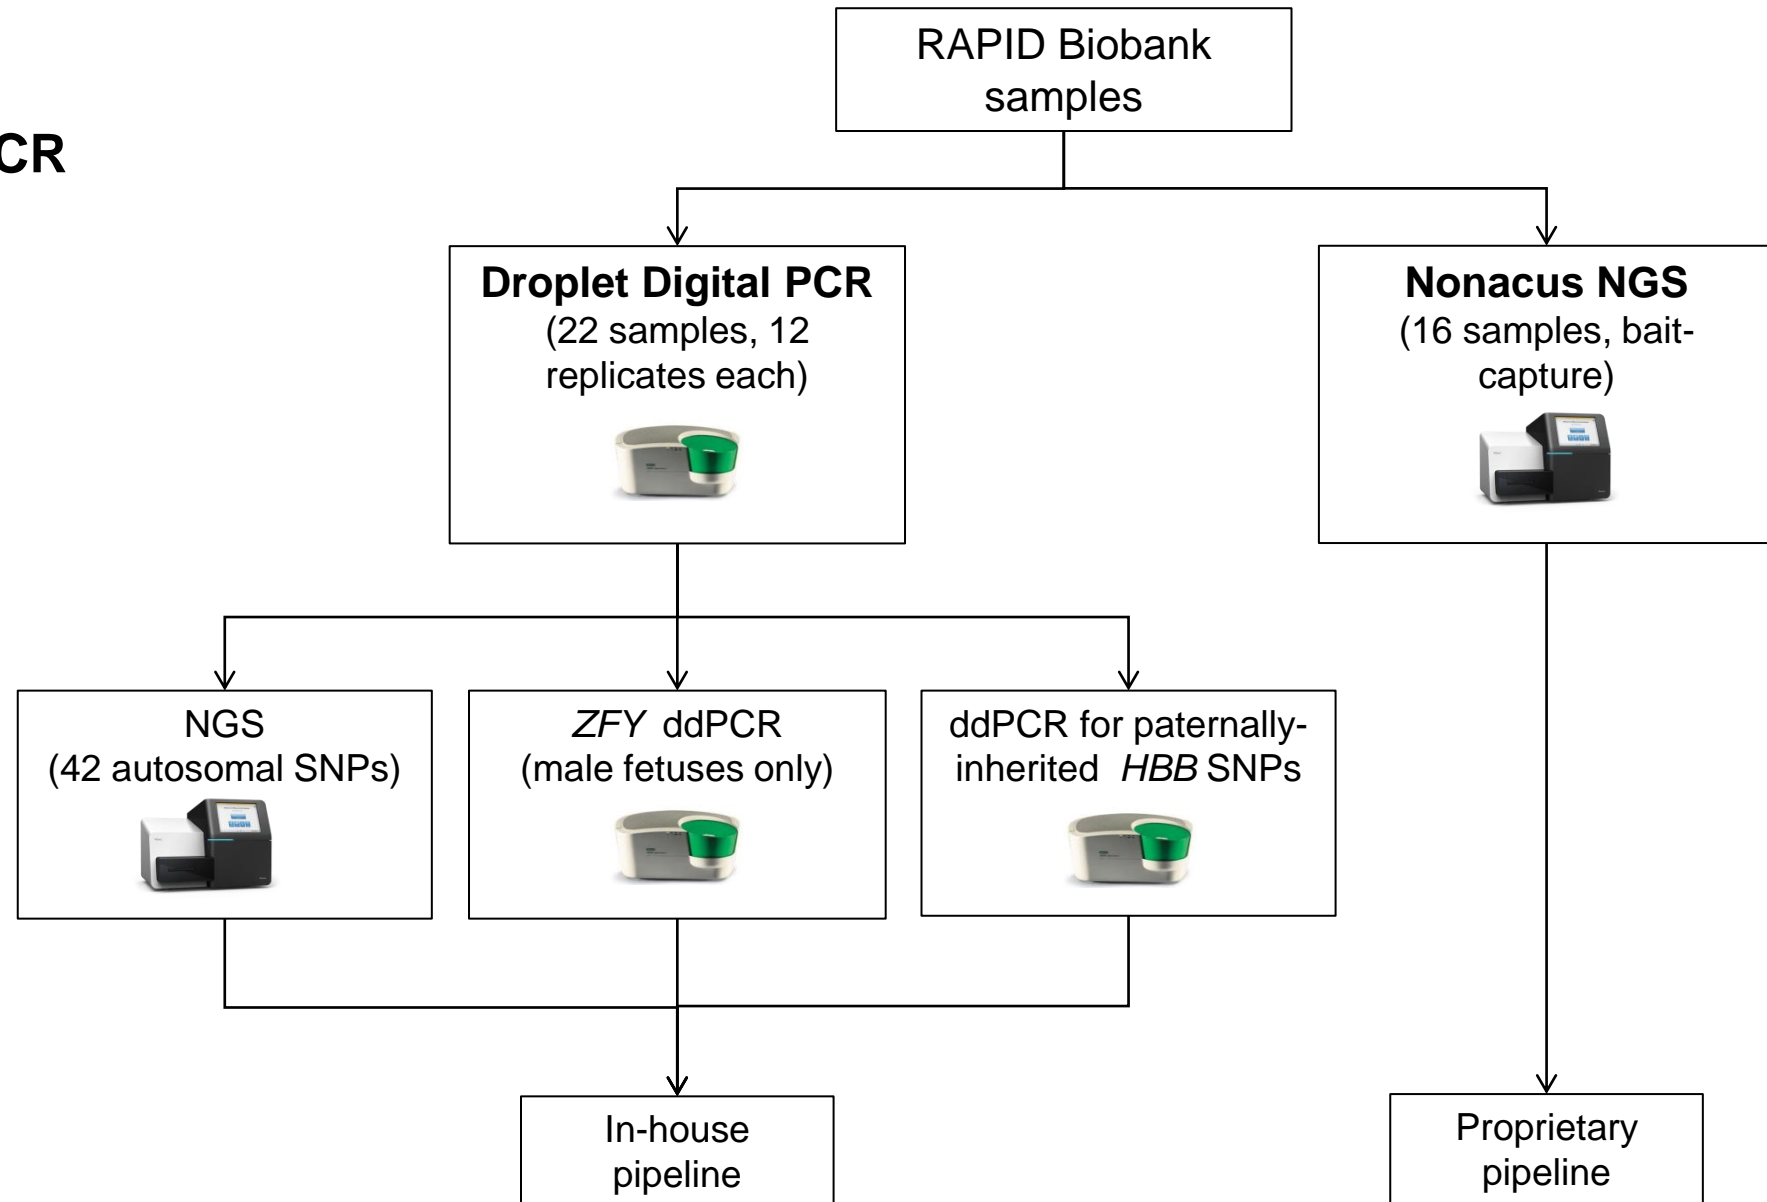 RAPID Biobank
samples
CR
Droplet Digital PCR
(22 samples, 12
replicates each)
Nonacus NGS
(16 samples, bait-
capture)
NGS
(42 autosomal SNPs)
ZFY ddPCR
(male fetuses only)
ddPCR for paternally-
inherited HBB SNPs
In-house
pipeline
Proprietary
pipeline